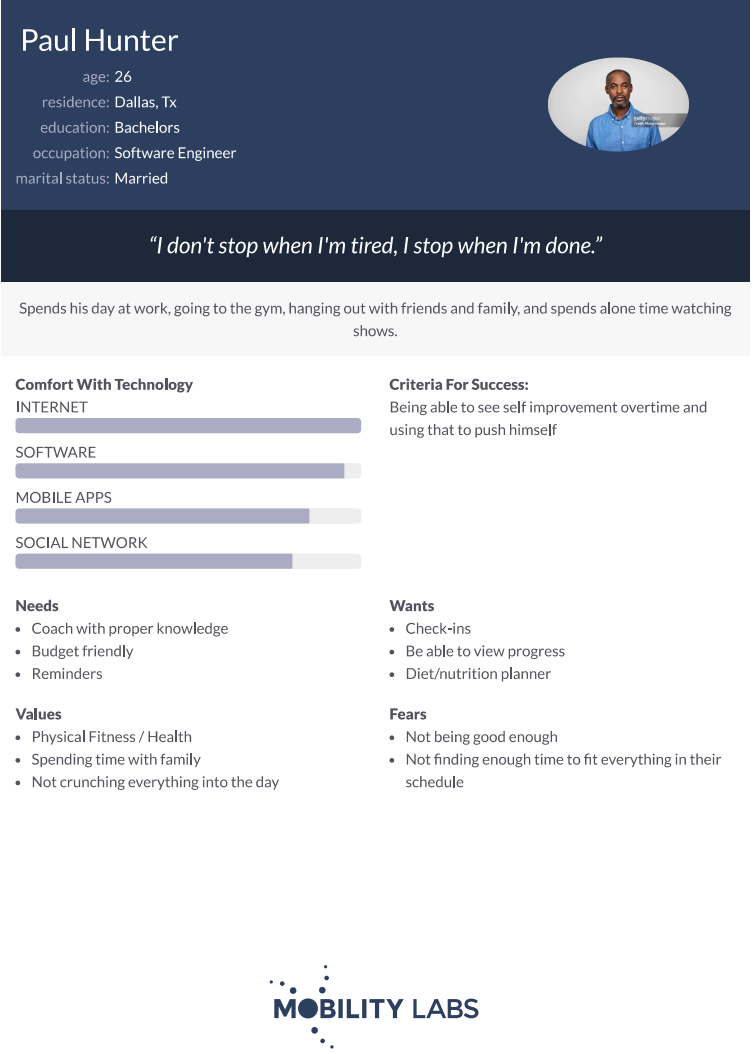 Paul Hunter
age: 26
residence: Dallas, Tx
education: Bachelors
occupation: Software Engineer
marital status: Married
gettyimages
“I don't stop when I'm tired, I stop when I'm done.”
Spends his day at work, going to the gym, hanging out with friends and family, and spends alone time watching
shows.
Comfort With Technology
INTERNET
SOFTWARE
MOBILE APPS
SOCIAL NETWORK
Criteria For Success:
Being able to see self improvement overtime and
using that to push himself
Needs
• Coach with proper knowledge
• Budget friendly
• Reminders
Wants
• Check-ins
• Be able to view progress
• Diet/nutrition planner
Values
• Physical Fitness / Health
• Spending time with family
• Not crunching everything into the day
Fears
• Not being good enough
• Not finding enough time to fit everything in their
schedule
MOBILITY LABS